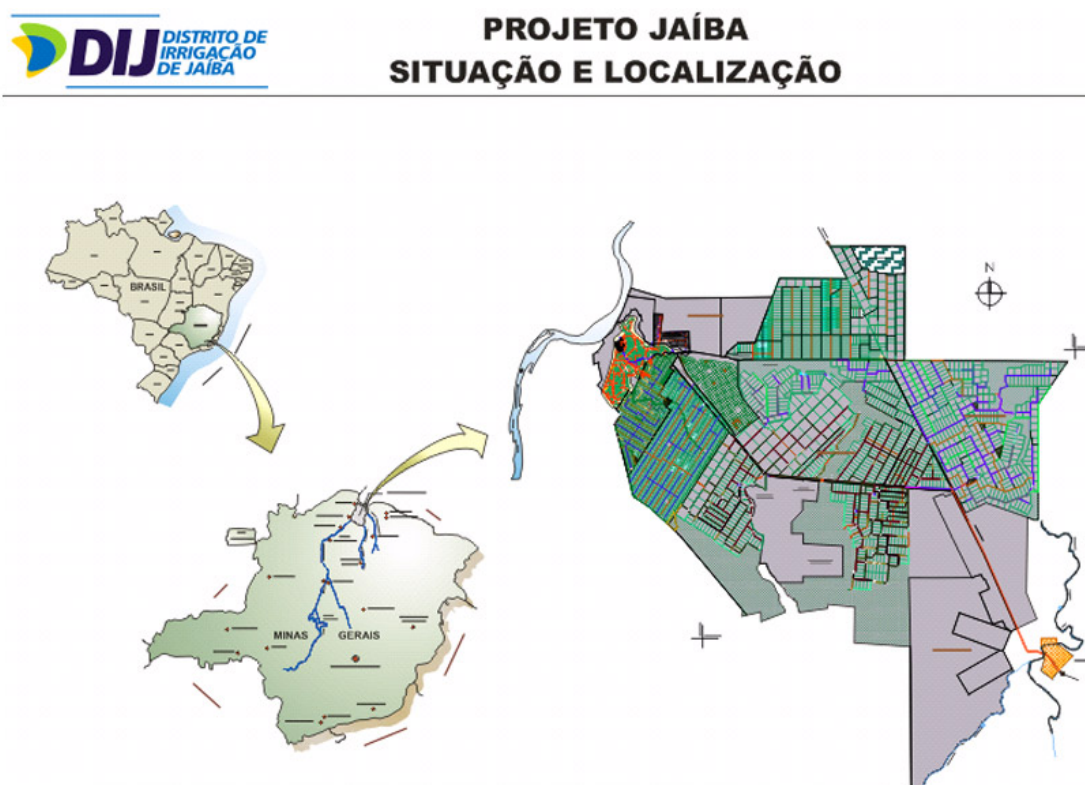 DIJ
DISTRITO DE
IRRIGAÇÃO
DE JAÍBA
PROJETO JAÍBA
SITUAÇÃO E LOCALIZAÇÃO
BRASIL
N
MINAS GERAIS